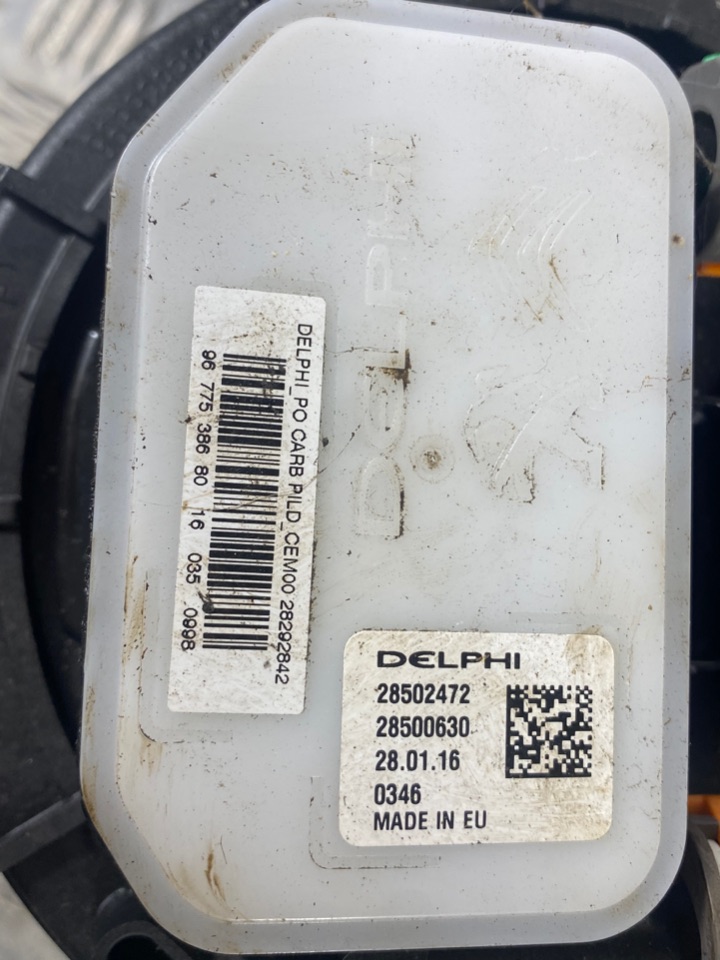 DELPHI
DELPHI_PO CARB PILD_CEM00 28292842
96 775 386 80 16 035 0998
DELPHI
28502472
28500630
28.01.16
0346
MADE IN EU